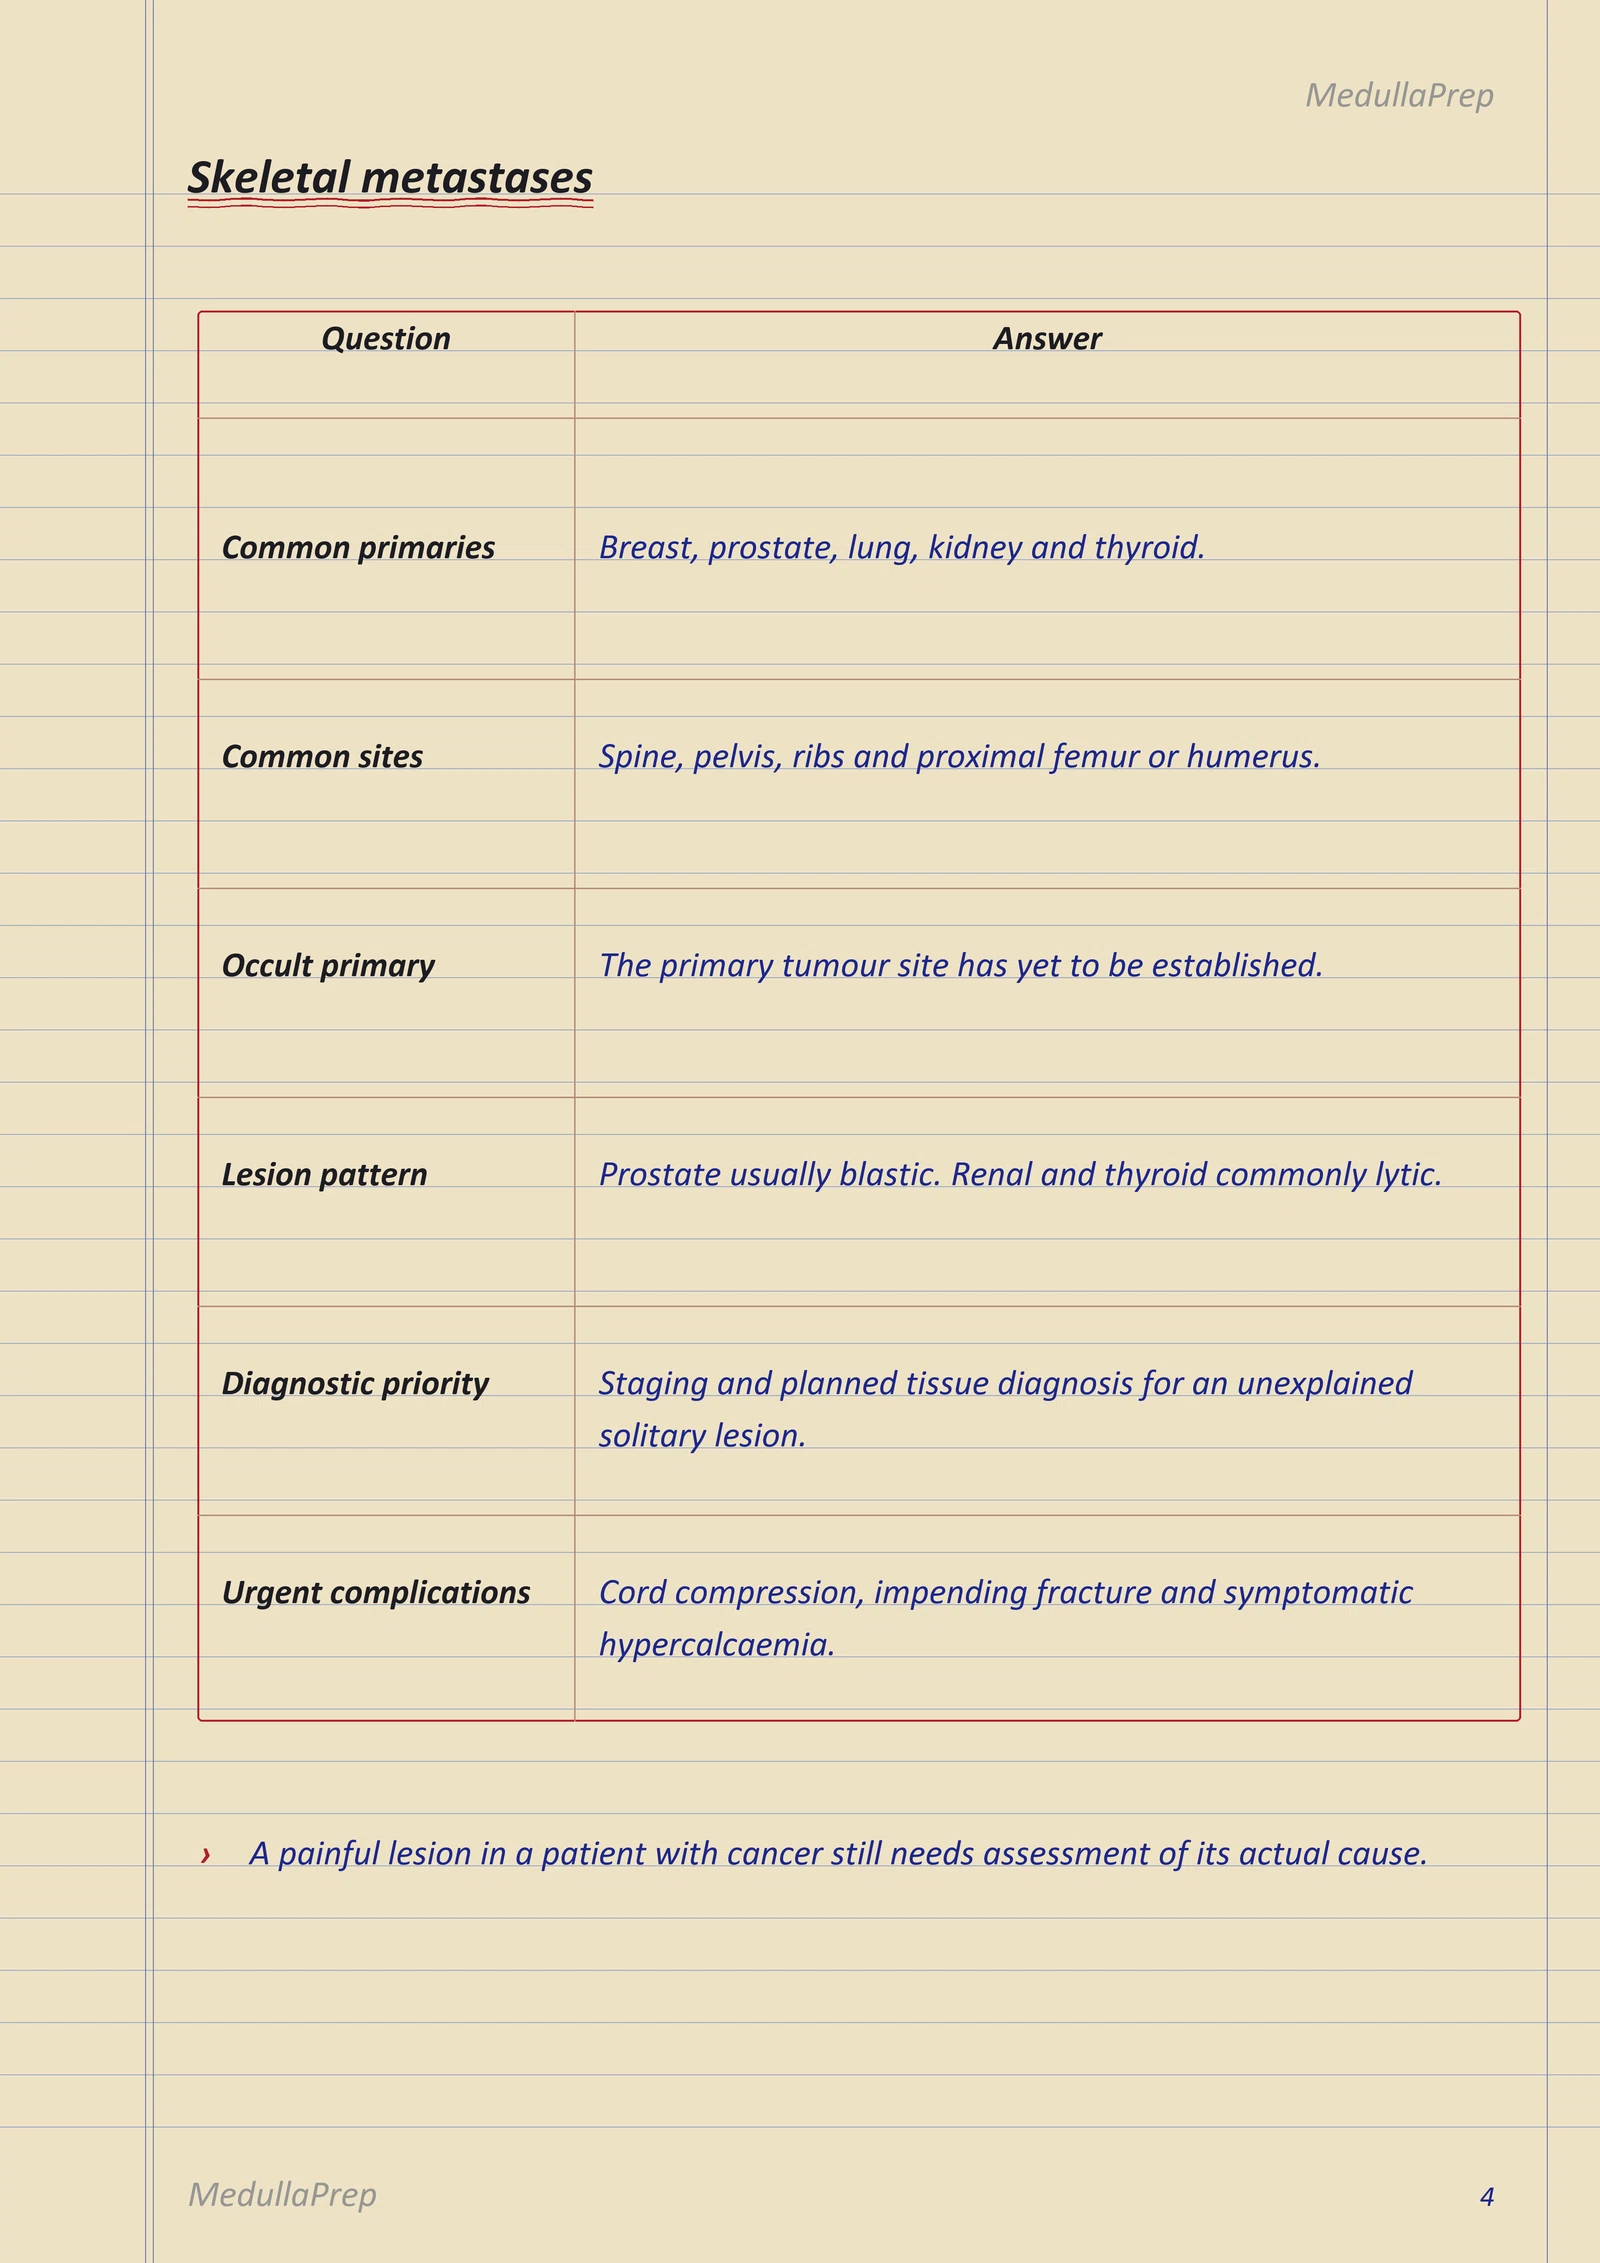 MedullaPrep
Skeletal metastases
Question Answer
Common primaries Breast, prostate, lung, kidney and thyroid.
Common sites Spine, pelvis, ribs and proximal femur or humerus.
Occult primary The primary tumour site has yet to be established.
Lesion pattern Prostate usually blastic. Renal and thyroid commonly lytic.
Diagnostic priority Staging and planned tissue diagnosis for an unexplained
solitary lesion.
Urgent complications Cord compression, impending fracture and symptomatic
hypercalcaemia.
› A painful lesion in a patient with cancer still needs assessment of its actual cause.
MedullaPrep 4